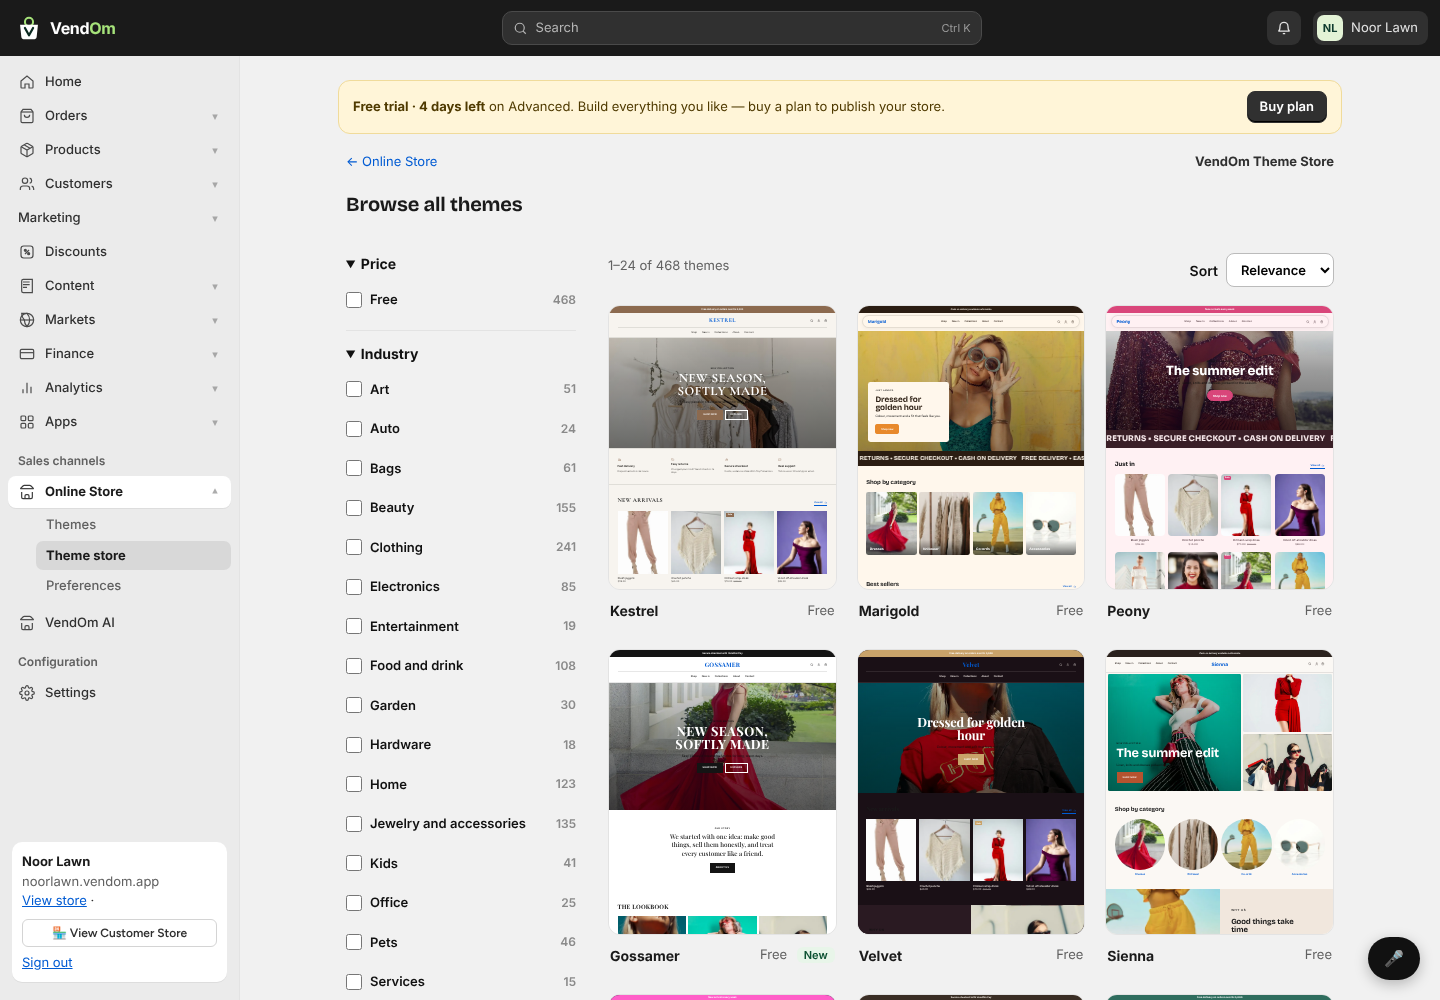 VendOm
Search
Ctrl K
NL
Noor Lawn
Home
Orders
Products
Customers
Marketing
Discounts
Content
Markets
Finance
Analytics
Apps
Sales channels
Online Store
Themes
Theme store
Preferences
VendOm AI
Configuration
Settings
Noor Lawn
noorlawn.vendom.app
View store ·
🏪 View Customer Store
Sign out
Free trial · 4 days left on Advanced. Build everything you like — buy a plan to publish your store.
Buy plan
← Online Store
VendOm Theme Store
Browse all themes
▼ Price
Free 468
▼ Industry
Art 51
Auto 24
Bags 61
Beauty 155
Clothing 241
Electronics 85
Entertainment 19
Food and drink 108
Garden 30
Hardware 18
Home 123
Jewelry and accessories 135
Kids 41
Office 25
Pets 46
Services 15
1–24 of 468 themes
Sort
Relevance
KESTREL
NEW SEASON,
SOFTLY MADE
NEW ARRIVALS
Kestrel Free
Marigold
Dressed for
golden hour
RETURNS • SECURE CHECKOUT • CASH ON DELIVERY FREE DELIVERY • EAS
Shop by category
Best sellers
Marigold Free
Peony
The summer edit
RETURNS • SECURE CHECKOUT • CASH ON DELIVERY
Just in
Peony Free
GOSSAMER
NEW SEASON,
SOFTLY MADE
We started with one idea: make good
things, sell them honestly, and treat
every customer like a friend.
THE LOOKBOOK
Gossamer Free New
Velvet
Dressed for golden
hour
Velvet Free
Sienna
The summer edit
Shop by category
Good things take
time
Sienna Free